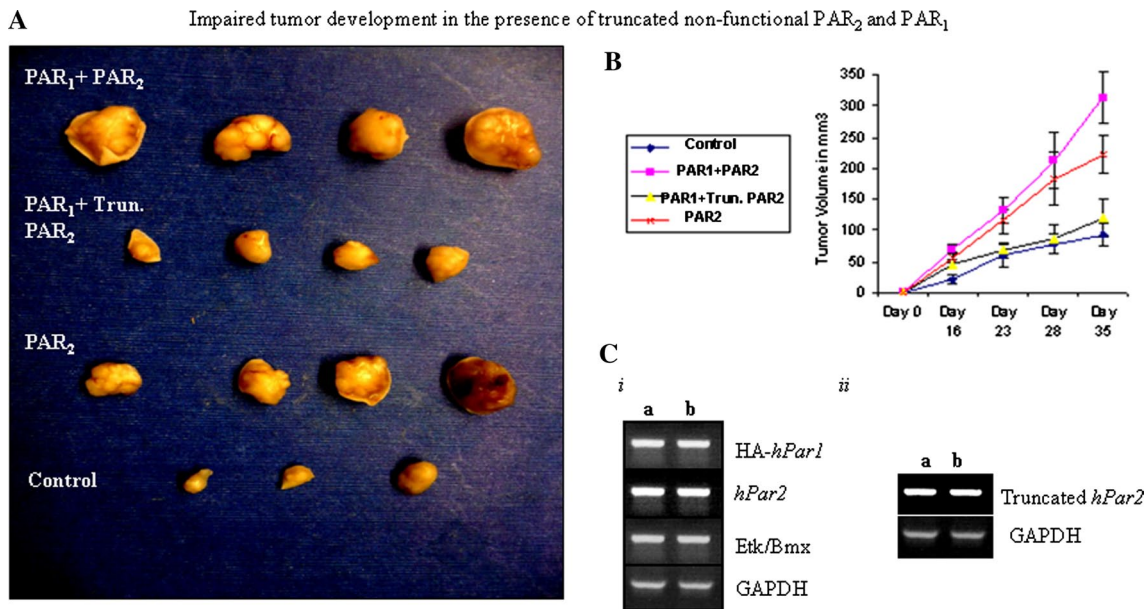 A
Impaired tumor development in the presence of truncated non-functional PAR₂ and PAR₁
PAR₁+ PAR₂
PAR₁+ Trun.
PAR₂
PAR₂
Control
B
Control
PAR1+PAR2
PAR1+Trun. PAR2
PAR2
Tumor Volume in mm3
350
300
250
200
150
100
50
0
Day 0
Day 16
Day 23
Day 28
Day 35
C
i
a b
HA-hPar1
hPar2
Etk/Bmx
GAPDH
ii
a b
Truncated hPar2
GAPDH